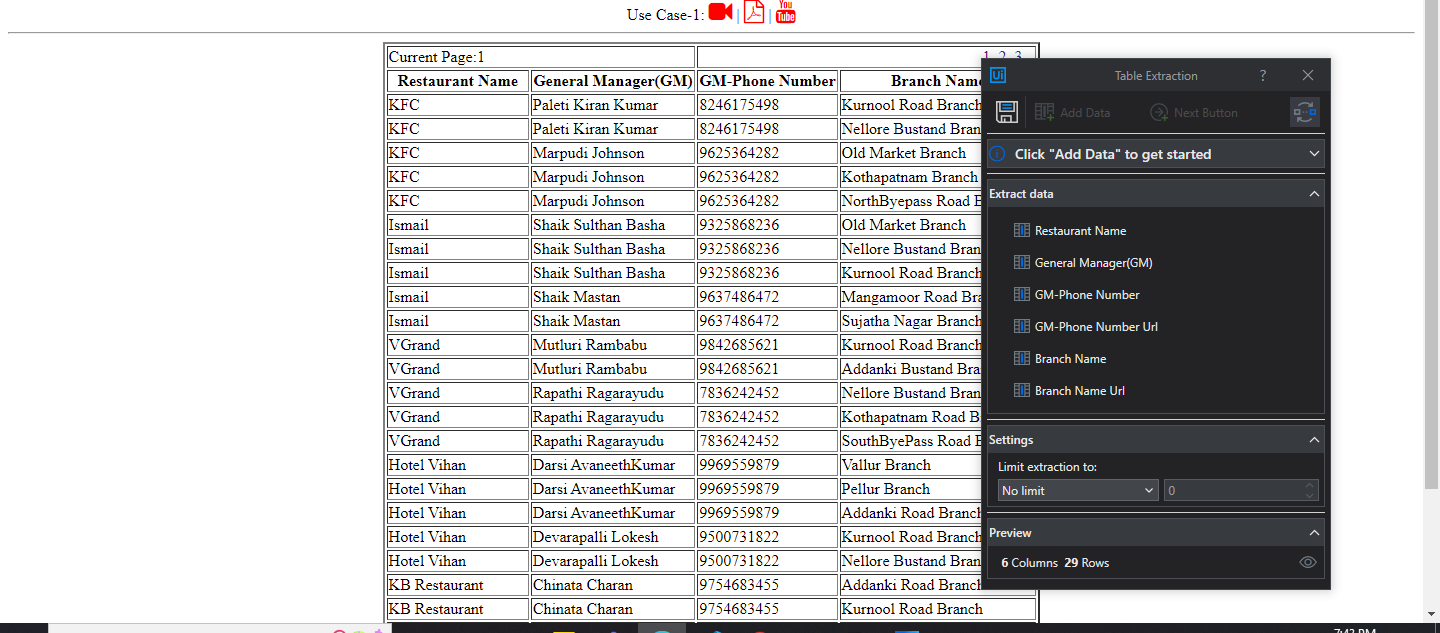 Use Case-1: | | You Tube
Current Page:1 1 2 3
Restaurant Name General Manager(GM) GM-Phone Number Branch Name
KFC Paleti Kiran Kumar 8246175498 Kurnool Road Branch
KFC Paleti Kiran Kumar 8246175498 Nellore Bustand Bran
KFC Marpudi Johnson 9625364282 Old Market Branch
KFC Marpudi Johnson 9625364282 Kothapatnam Branch
KFC Marpudi Johnson 9625364282 NorthByepass Road B
Ismail Shaik Sulthan Basha 9325868236 Old Market Branch
Ismail Shaik Sulthan Basha 9325868236 Nellore Bustand Bran
Ismail Shaik Sulthan Basha 9325868236 Kurnool Road Branch
Ismail Shaik Mastan 9637486472 Mangamoor Road Bra
Ismail Shaik Mastan 9637486472 Sujatha Nagar Branch
VGrand Mutluri Rambabu 9842685621 Kurnool Road Branch
VGrand Mutluri Rambabu 9842685621 Addanki Bustand Bra
VGrand Rapathi Ragarayudu 7836242452 Nellore Bustand Bran
VGrand Rapathi Ragarayudu 7836242452 Kothapatnam Road B
VGrand Rapathi Ragarayudu 7836242452 SouthByePass Road B
Hotel Vihan Darsi AvaneethKumar 9969559879 Vallur Branch
Hotel Vihan Darsi AvaneethKumar 9969559879 Pellur Branch
Hotel Vihan Darsi AvaneethKumar 9969559879 Addanki Road Branch
Hotel Vihan Devarapalli Lokesh 9500731822 Kurnool Road Branch
Hotel Vihan Devarapalli Lokesh 9500731822 Nellore Bustand Bran
KB Restaurant Chinata Charan 9754683455 Addanki Road Branch
KB Restaurant Chinata Charan 9754683455 Kurnool Road Branch
Ui Table Extraction ?
Add Data Next Button
Click "Add Data" to get started
Extract data
Restaurant Name
General Manager(GM)
GM-Phone Number
GM-Phone Number Url
Branch Name
Branch Name Url
Settings
Limit extraction to:
No limit 0
Preview
6 Columns 29 Rows
7:43 PM